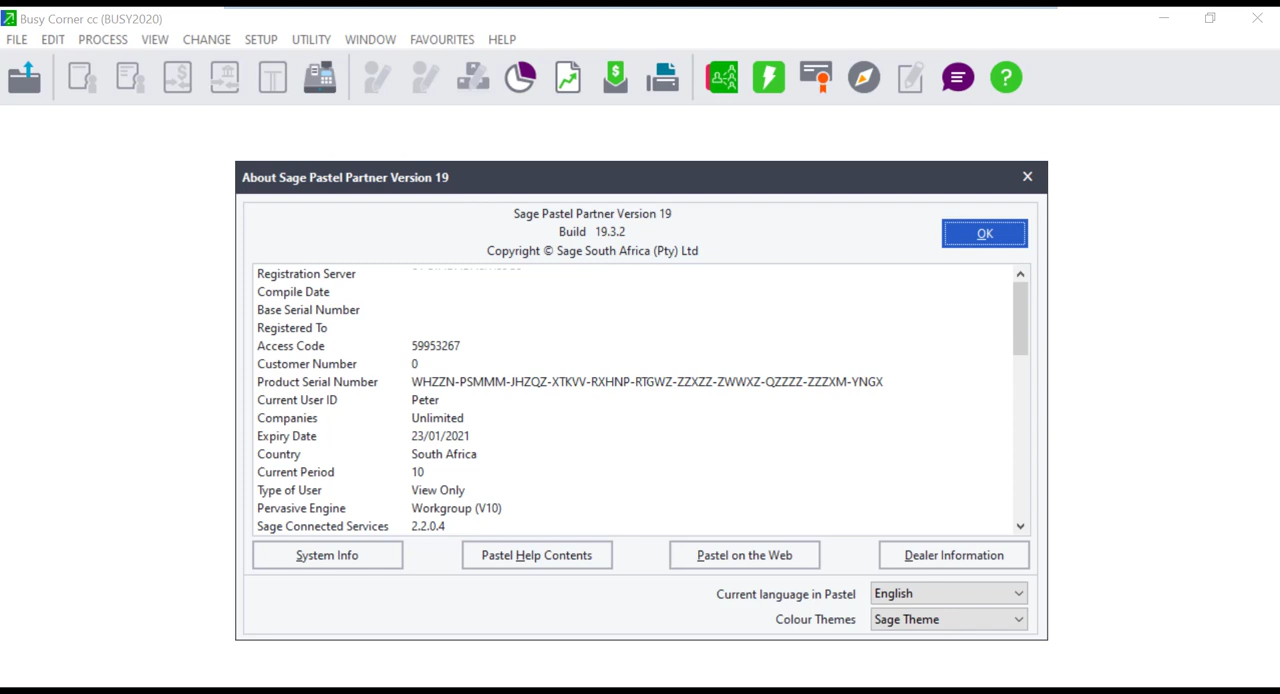 Busy Corner cc (BUSY2020)
FILE EDIT PROCESS VIEW CHANGE SETUP UTILITY WINDOW FAVOURITES HELP
About Sage Pastel Partner Version 19
Sage Pastel Partner Version 19
Build 19.3.2
Copyright © Sage South Africa (Pty) Ltd
OK
Registration Server
Compile Date
Base Serial Number
Registered To
Access Code 59953267
Customer Number 0
Product Serial Number WHZZN-PSMMM-JHZQZ-XTKVV-RXHNP-RTGWZ-ZZXZZ-ZWWXZ-QZZZZ-ZZZXM-YNGX
Current User ID Peter
Companies Unlimited
Expiry Date 23/01/2021
Country South Africa
Current Period 10
Type of User View Only
Pervasive Engine Workgroup (V10)
Sage Connected Services 2.2.0.4
System Info Pastel Help Contents Pastel on the Web Dealer Information
Current language in Pastel English
Colour Themes Sage Theme